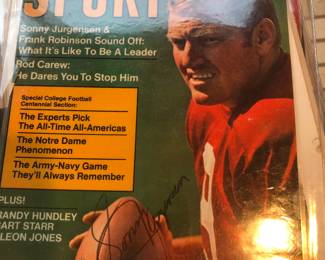 SPORT
Sonny Jurgensen &
Frank Robinson Sound Off:
What It's Like To Be A Leader
Rod Carew:
He Dares You To Stop Him
Special College Football
Centennial Section:
The Experts Pick
The All-Time All-Americas
The Notre Dame
Phenomenon
The Army-Navy Game
They'll Always Remember
PLUS!
RANDY HUNDLEY
BART STARR
CLEON JONES
Sonny Jurgensen